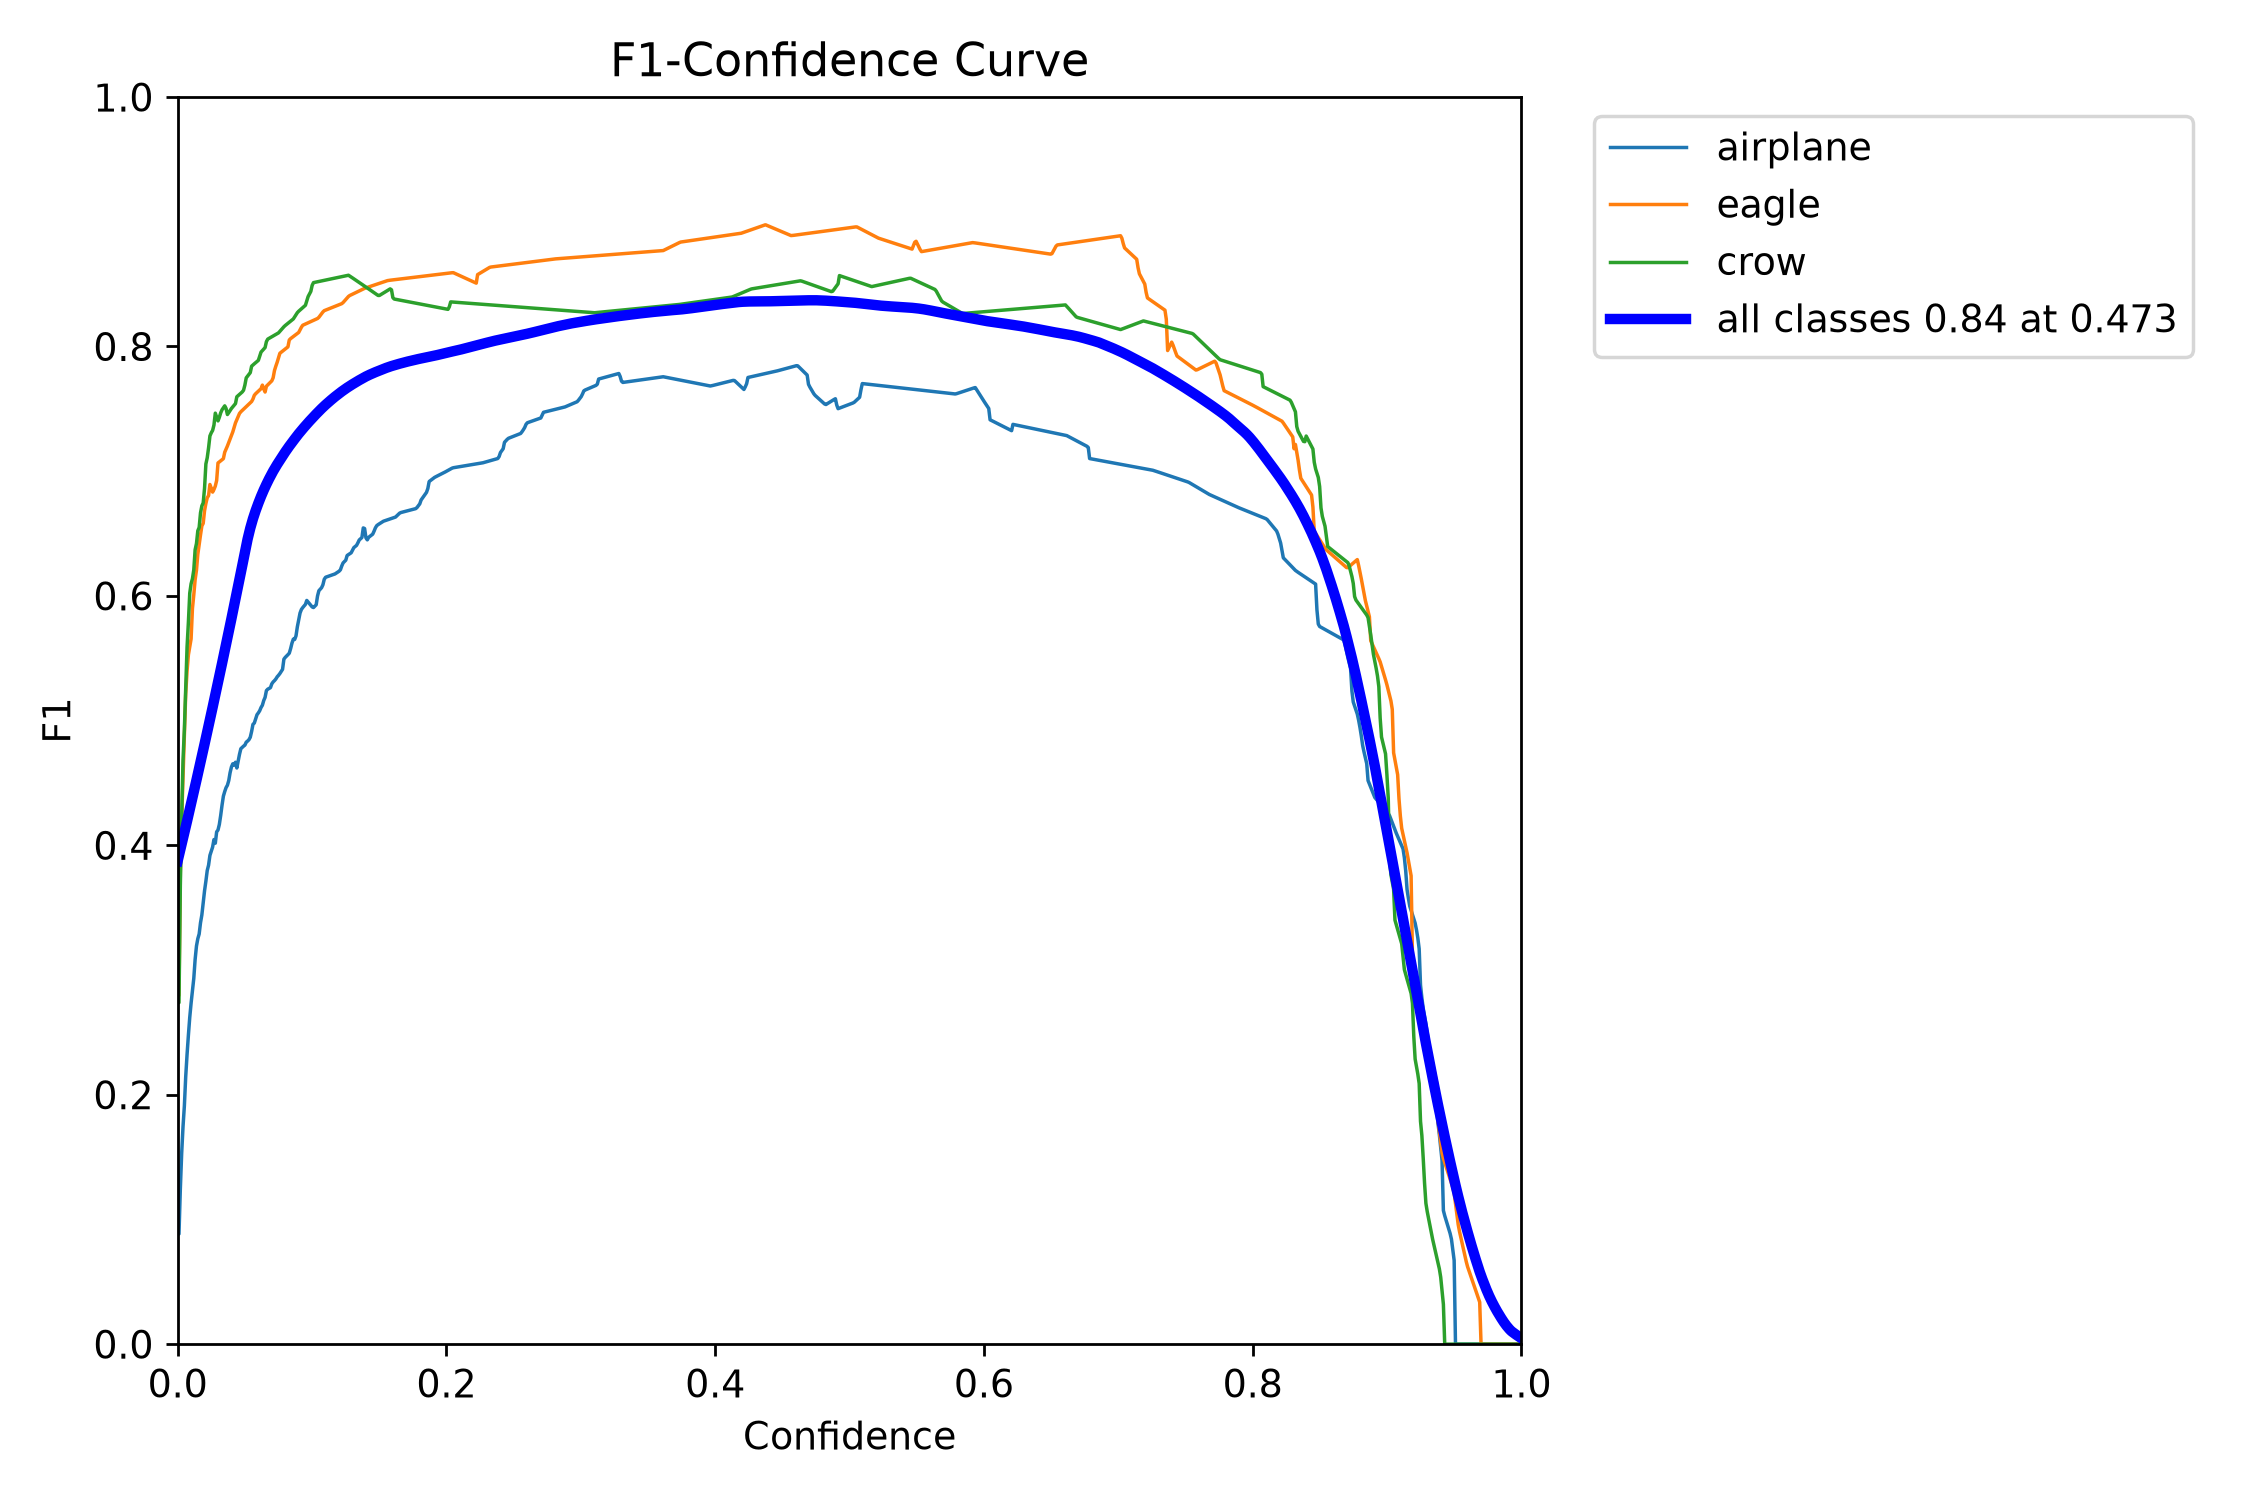 F1-Confidence Curve
1.0
0.8
0.6
0.4
0.2
0.0
F1
0.0 0.2 0.4 0.6 0.8 1.0
Confidence
airplane
eagle
crow
all classes 0.84 at 0.473